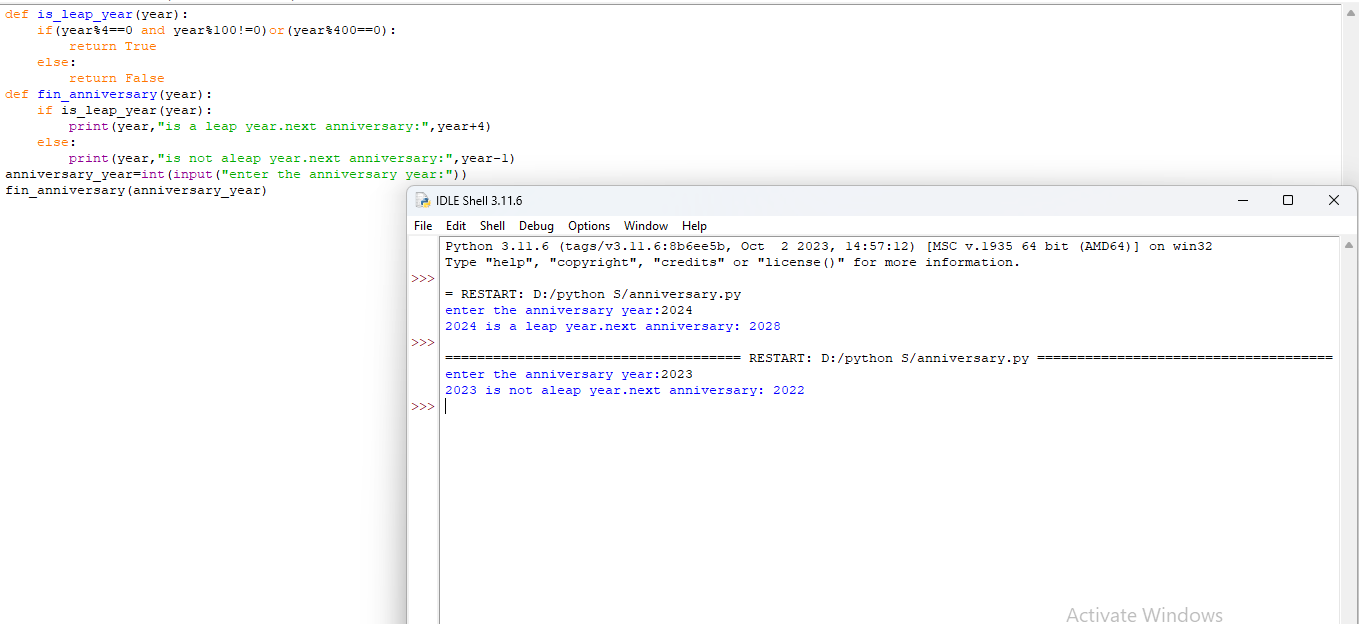 def is_leap_year(year):
    if(year%4==0 and year%100!=0)or(year%400==0):
        return True
    else:
        return False
def fin_anniversary(year):
    if is_leap_year(year):
        print(year,"is a leap year.next anniversary:",year+4)
    else:
        print(year,"is not aleap year.next anniversary:",year-1)
anniversary_year=int(input("enter the anniversary year:"))
fin_anniversary(anniversary_year)
IDLE Shell 3.11.6
File Edit Shell Debug Options Window Help
Python 3.11.6 (tags/v3.11.6:8b6ee5b, Oct  2 2023, 14:57:12) [MSC v.1935 64 bit (AMD64)] on win32
Type "help", "copyright", "credits" or "license()" for more information.
>>>
= RESTART: D:/python S/anniversary.py
enter the anniversary year:2024
2024 is a leap year.next anniversary: 2028
>>>
===================================== RESTART: D:/python S/anniversary.py =====================================
enter the anniversary year:2023
2023 is not aleap year.next anniversary: 2022
>>>
Activate Windows